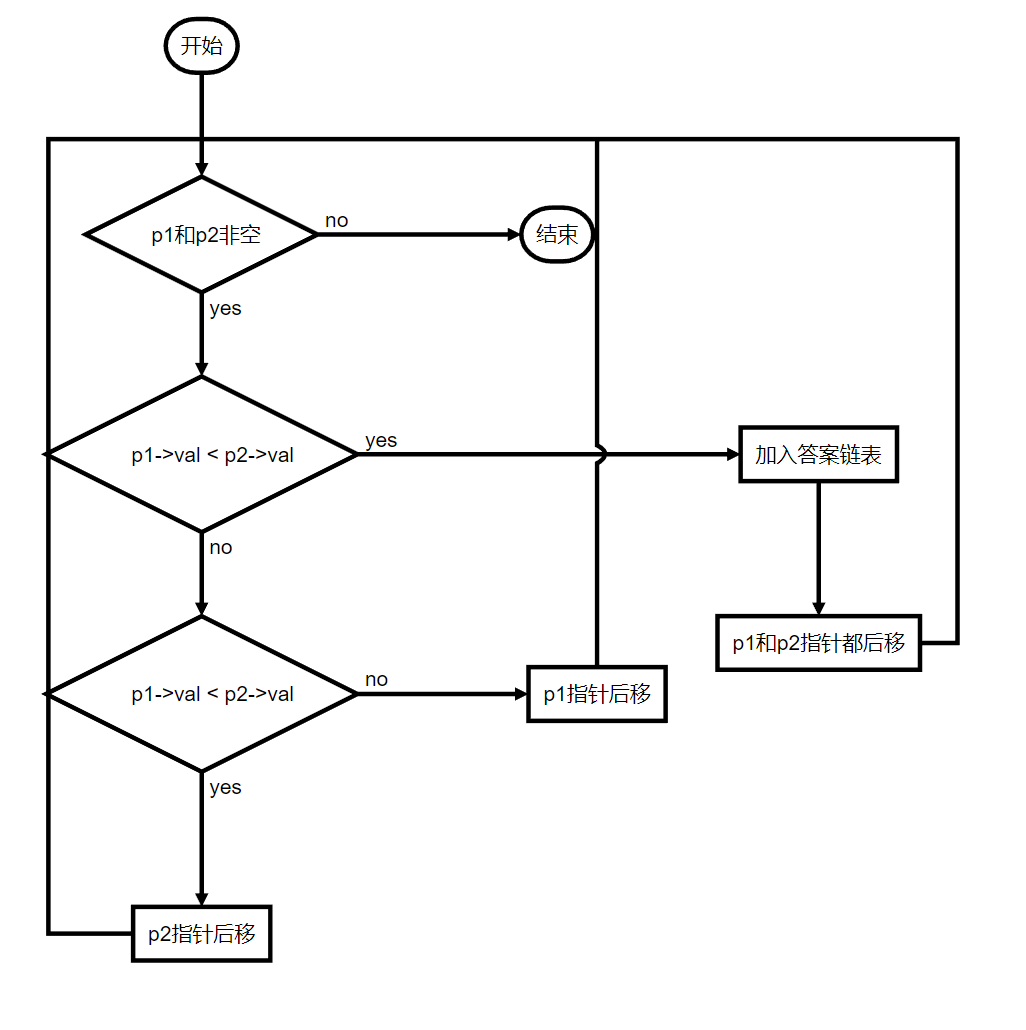 开始
p1和p2非空
no
结束
yes
p1->val < p2->val
yes
加入答案链表
no
p1和p2指针都后移
p1->val < p2->val
no
p1指针后移
yes
p2指针后移